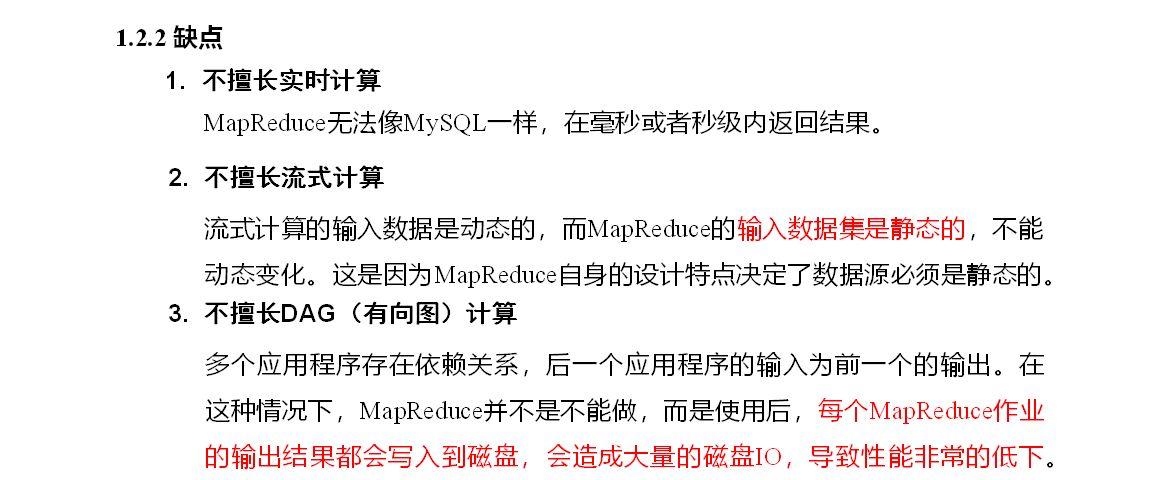 1.2.2 缺点
1. 不擅长实时计算
MapReduce无法像MySQL一样，在毫秒或者秒级内返回结果。
2. 不擅长流式计算
流式计算的输入数据是动态的，而MapReduce的输入数据集是静态的，不能
动态变化。这是因为MapReduce自身的设计特点决定了数据源必须是静态的。
3. 不擅长DAG（有向图）计算
多个应用程序存在依赖关系，后一个应用程序的输入为前一个的输出。在
这种情况下，MapReduce并不是不能做，而是使用后，每个MapReduce作业
的输出结果都会写入到磁盘，会造成大量的磁盘IO，导致性能非常的低下。